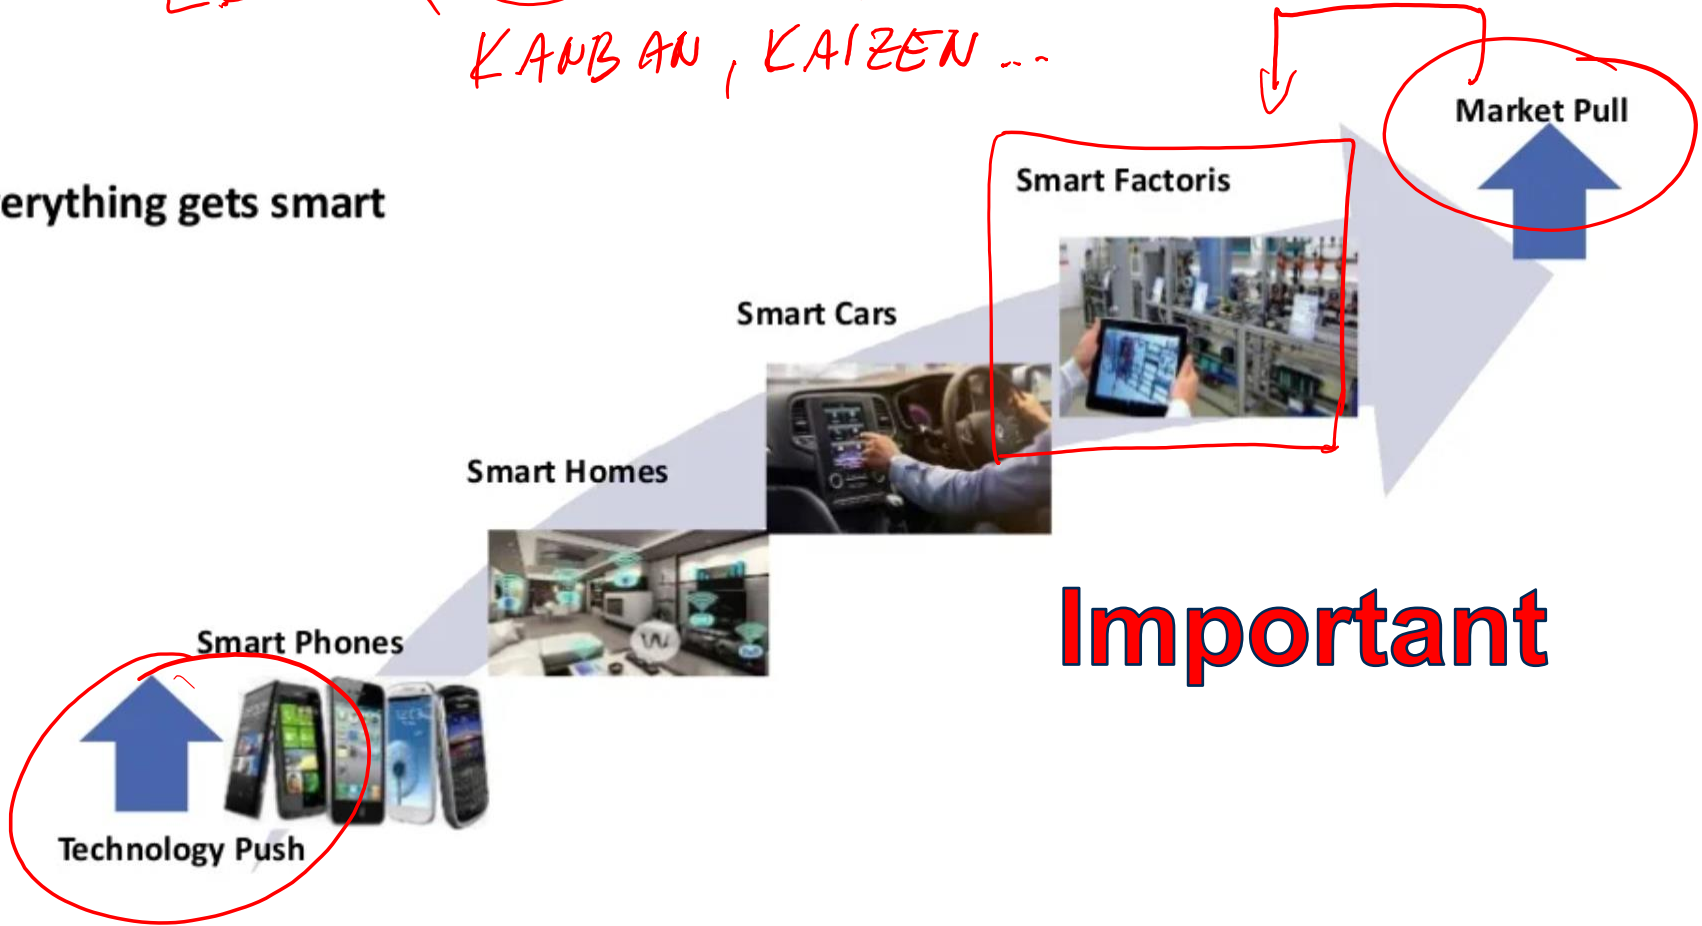 KANBAN, KAIZEN ...
Market Pull
Smart Factoris
erything gets smart
Smart Cars
Smart Homes
Important
Smart Phones
Technology Push